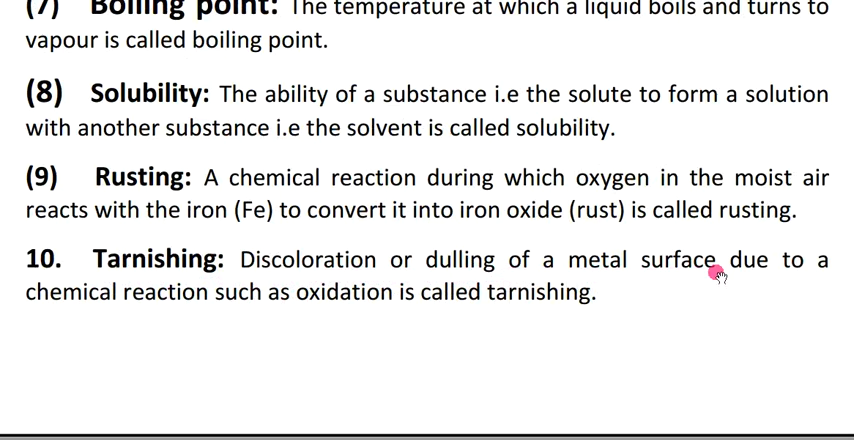 (7) Boiling point: The temperature at which a liquid boils and turns to
vapour is called boiling point.
(8) Solubility: The ability of a substance i.e the solute to form a solution
with another substance i.e the solvent is called solubility.
(9) Rusting: A chemical reaction during which oxygen in the moist air
reacts with the iron (Fe) to convert it into iron oxide (rust) is called rusting.
10. Tarnishing: Discoloration or dulling of a metal surface due to a
chemical reaction such as oxidation is called tarnishing.